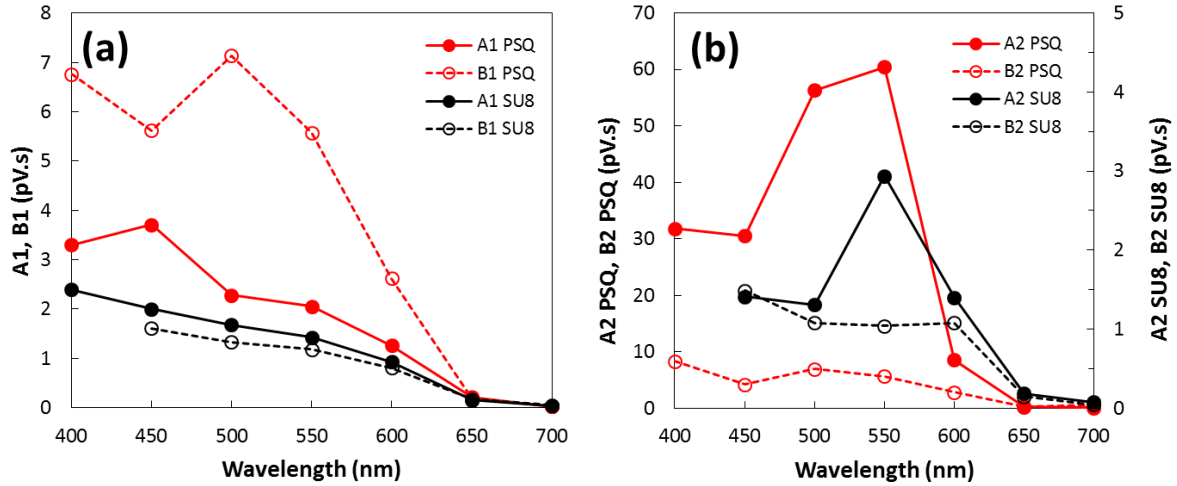 (a)
A1 PSQ
B1 PSQ
A1 SU8
B1 SU8
8
7
6
5
4
3
2
1
0
A1, B1 (pV.s)
400 450 500 550 600 650 700
Wavelength (nm)
(b)
A2 PSQ
B2 PSQ
A2 SU8
B2 SU8
70
60
50
40
30
20
10
0
A2 PSQ, B2 PSQ (pV.s)
5
4
3
2
1
0
A2 SU8, B2 SU8 (pV.s)
400 450 500 550 600 650 700
Wavelength (nm)